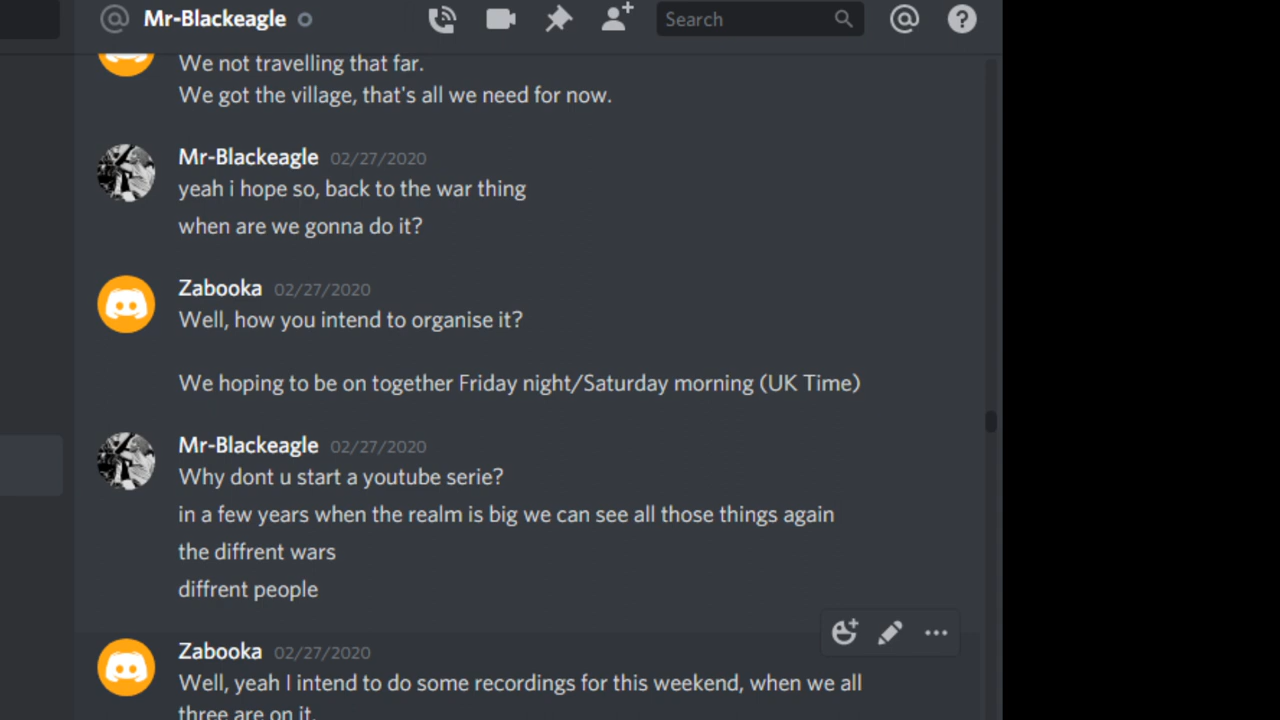 Mr-Blackeagle
Search
We not travelling that far.
We got the village, that's all we need for now.
Mr-Blackeagle 02/27/2020
yeah i hope so, back to the war thing
when are we gonna do it?
Zabooka 02/27/2020
Well, how you intend to organise it?
We hoping to be on together Friday night/Saturday morning (UK Time)
Mr-Blackeagle 02/27/2020
Why dont u start a youtube serie?
in a few years when the realm is big we can see all those things again
the diffrent wars
diffrent people
Zabooka 02/27/2020
Well, yeah I intend to do some recordings for this weekend, when we all
three are on it.